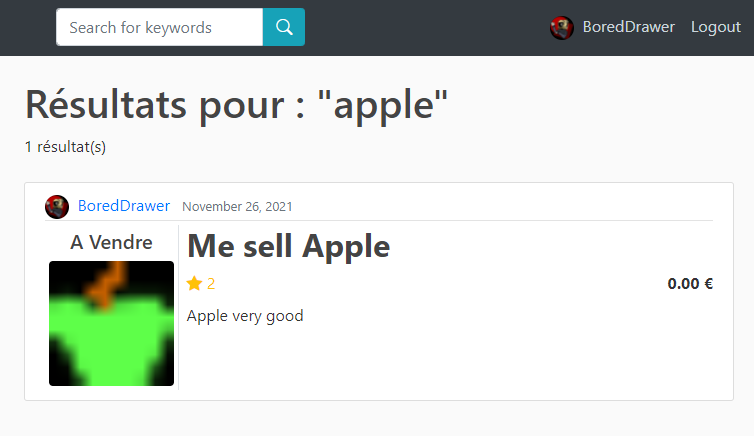 Search for keywords
BoredDrawer Logout
Résultats pour : "apple"
1 résultat(s)
BoredDrawer November 26, 2021
A Vendre
Me sell Apple
2
0.00 €
Apple very good